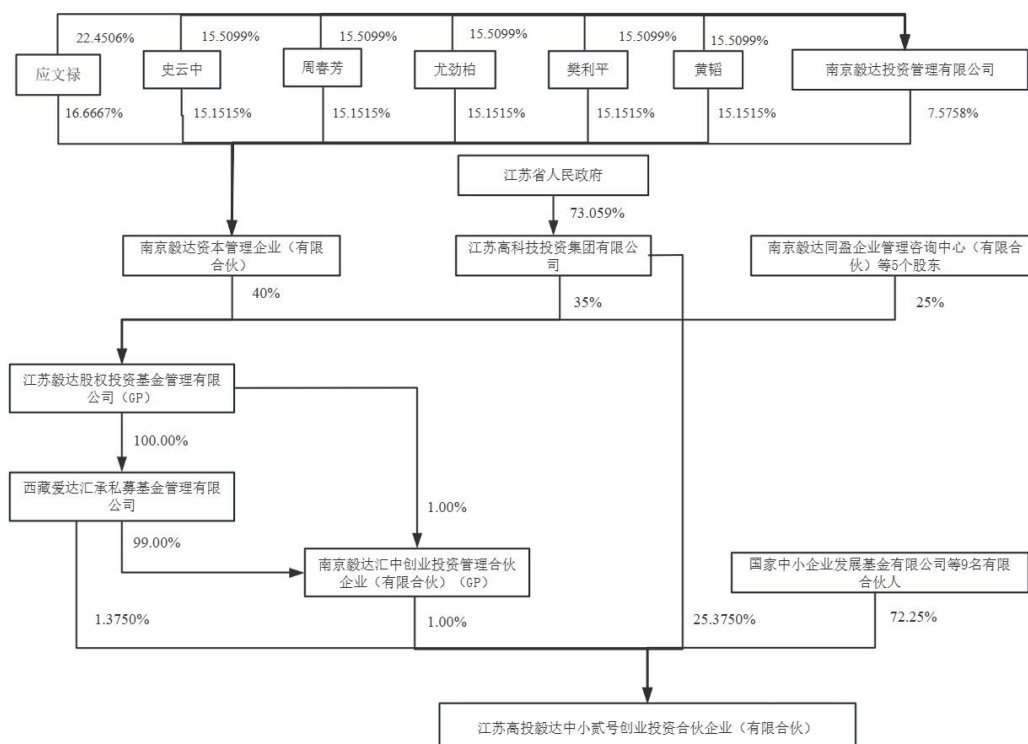 22.4506%
15.5099%
15.5099%
15.5099%
15.5099%
15.5099%
应文禄
史云中
周春芳
尤劲柏
樊利平
黄韬
南京毅达投资管理有限公司
16.6667%
15.1515%
15.1515%
15.1515%
15.1515%
15.1515%
7.5758%
江苏省人民政府
73.059%
南京毅达资本管理企业（有限
合伙）
江苏高科技投资集团有限公
司
南京毅达同盈企业管理咨询中心（有限合
伙）等5个股东
40%
35%
25%
江苏毅达股权投资基金管理有限
公司（GP）
100.00%
西藏爱达汇承私募基金管理有限
公司
1.00%
99.00%
南京毅达汇中创业投资管理合伙
企业（有限合伙）（GP）
国家中小企业发展基金有限公司等9名有限
合伙人
1.3750%
1.00%
25.3750%
72.25%
江苏高投毅达中小贰号创业投资合伙企业（有限合伙）